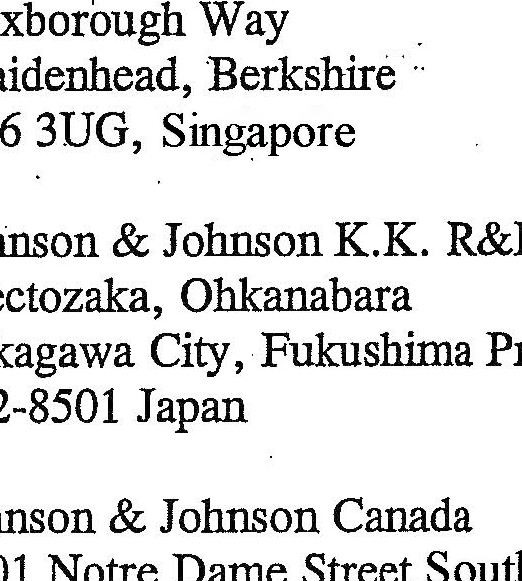 xborough Way
aidenhead, Berkshire
6 3UG, Singapore
nson & Johnson K.K. R&D
ectozaka, Ohkanabara
kagawa City, Fukushima Pr
2-8501 Japan
nson & Johnson Canada
01 Notre Dame Street South